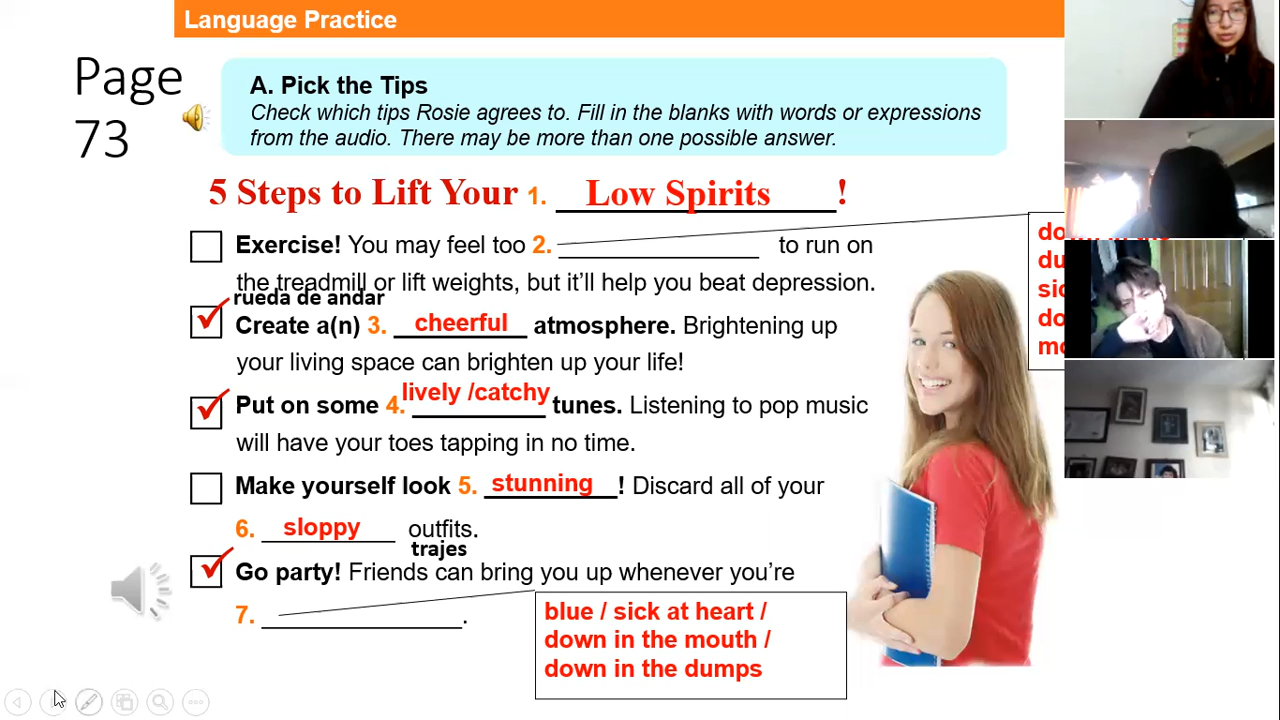 Language Practice
Page
73
A. Pick the Tips
Check which tips Rosie agrees to. Fill in the blanks with words or expressions
from the audio. There may be more than one possible answer.
5 Steps to Lift Your 1. Low Spirits !
Exercise! You may feel too 2. to run on
the treadmill or lift weights, but it'll help you beat depression.
rueda de andar
Create a(n) 3. cheerful atmosphere. Brightening up
your living space can brighten up your life!
Put on some 4. lively /catchy tunes. Listening to pop music
will have your toes tapping in no time.
Make yourself look 5. stunning ! Discard all of your
6. sloppy outfits.
trajes
Go party! Friends can bring you up whenever you're
7. .
blue / sick at heart /
down in the mouth /
down in the dumps